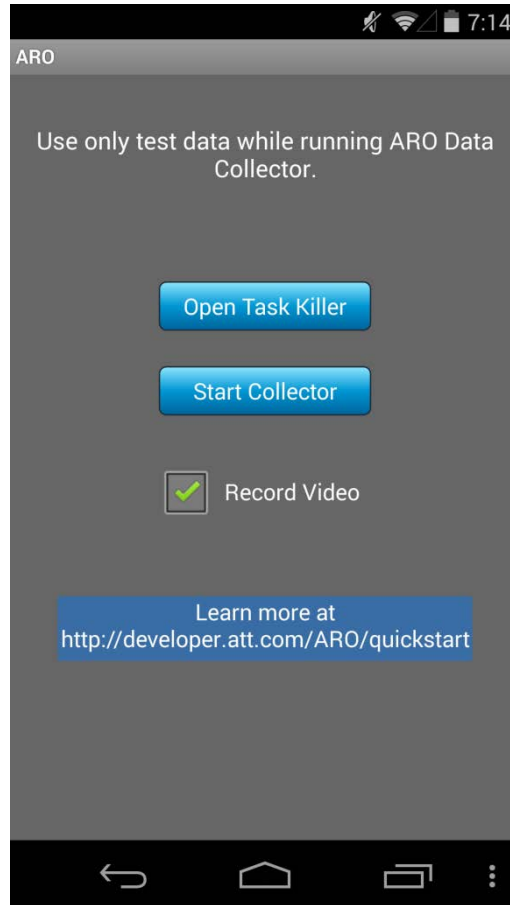 7:14
ARO
Use only test data while running ARO Data
Collector.
Open Task Killer
Start Collector
Record Video
Learn more at
http://developer.att.com/ARO/quickstart